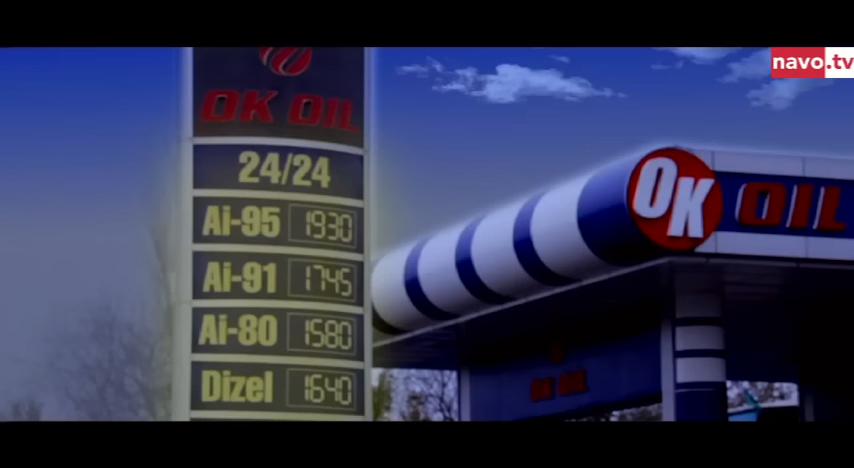 navo.tv
OK OIL
24/24
Ai-95 1930
Ai-91 1745
Ai-80 1580
Dizel 1640
OK OIL
OK OIL